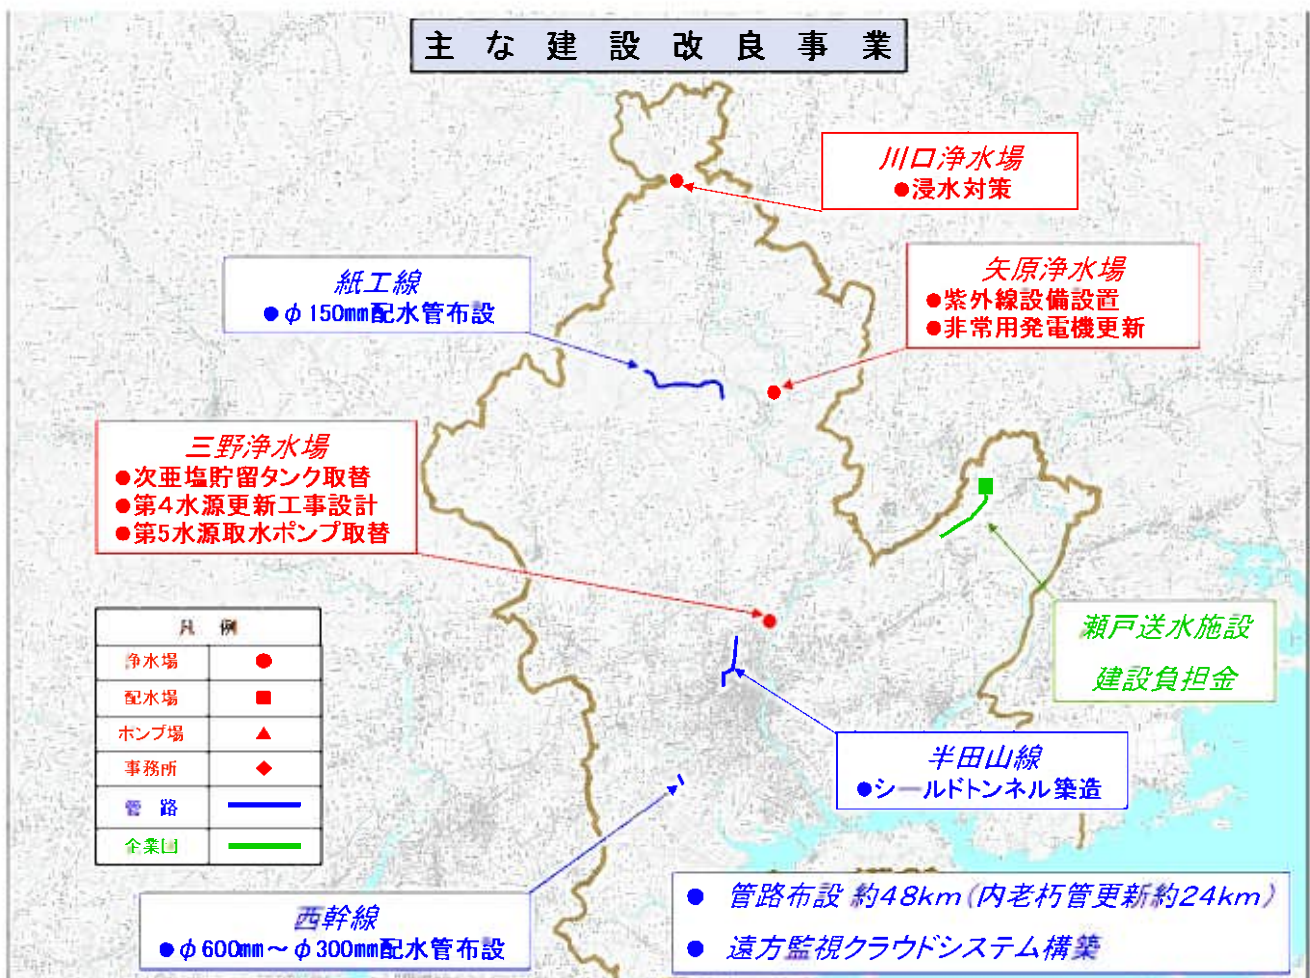 主な建設改良事業
川口浄水場
●浸水対策
矢原浄水場
●紫外線設備設置
●非常用発電機更新
紙工線
●φ150mm配水管布設
三野浄水場
●次亜塩貯留タンク取替
●第4水源更新工事設計
●第5水源取水ポンプ取替
瀬戸送水施設
建設負担金
凡例
浄水場
配水場
ポンプ場
事務所
管路
企業団
半田山線
●シールドトンネル築造
西幹線
●φ600mm～φ300mm配水管布設
● 管路布設 約48km(内老朽管更新約24km)
● 遠方監視クラウドシステム構築